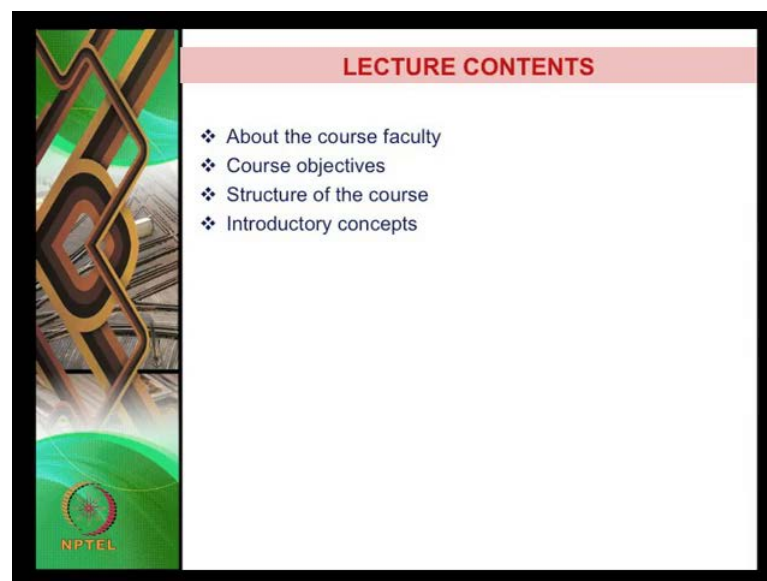 LECTURE CONTENTS
❖ About the course faculty
❖ Course objectives
❖ Structure of the course
❖ Introductory concepts
NPTEL